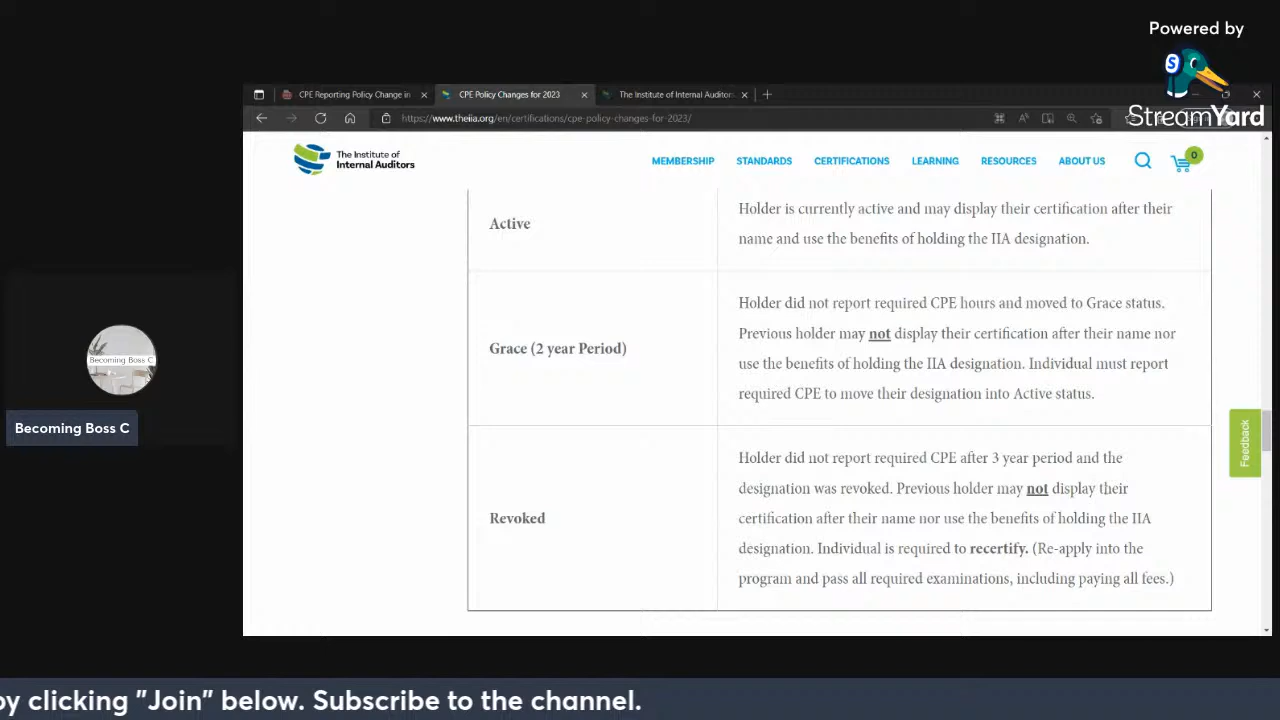 Powered by
StreamYard
CPE Reporting Policy Change in
CPE Policy Changes for 2023
The Institute of Internal Auditors
https://www.theiia.org/en/certifications/cpe-policy-changes-for-2023/
The Institute of
Internal Auditors
MEMBERSHIP STANDARDS CERTIFICATIONS LEARNING RESOURCES ABOUT US
0
Active
Holder is currently active and may display their certification after their
name and use the benefits of holding the IIA designation.
Grace (2 year Period)
Holder did not report required CPE hours and moved to Grace status.
Previous holder may not display their certification after their name nor
use the benefits of holding the IIA designation. Individual must report
required CPE to move their designation into Active status.
Revoked
Holder did not report required CPE after 3 year period and the
designation was revoked. Previous holder may not display their
certification after their name nor use the benefits of holding the IIA
designation. Individual is required to recertify. (Re-apply into the
program and pass all required examinations, including paying all fees.)
Feedback
Becoming Boss C
Becoming Boss C
by clicking "Join" below. Subscribe to the channel.